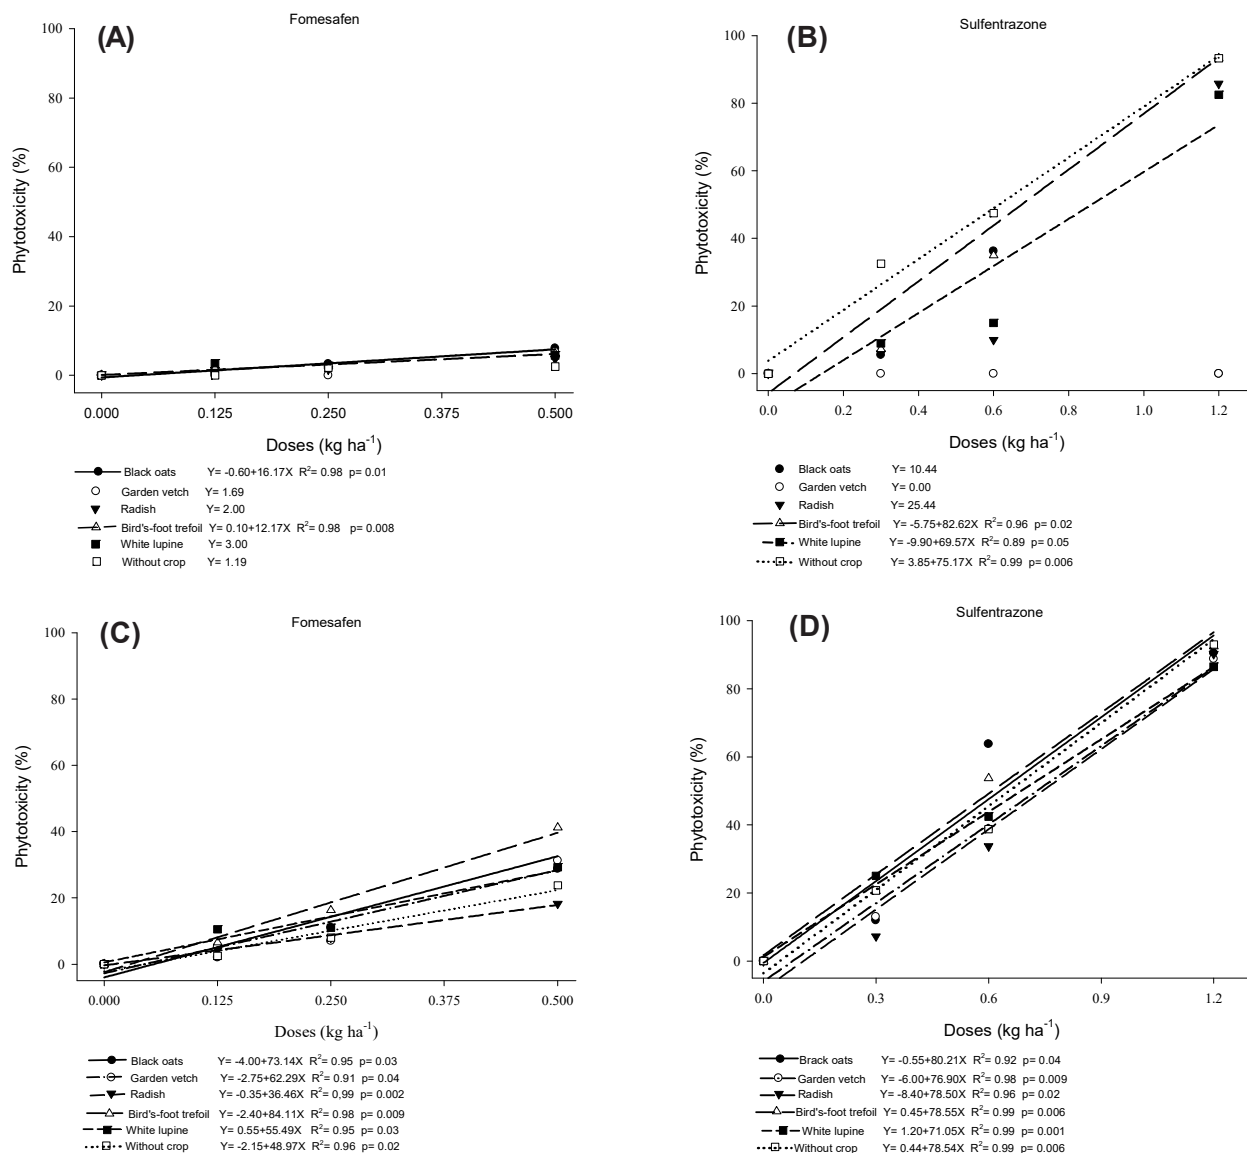 Fomesafen
(A)
100
80
60
40
20
0
Phytotoxicity (%)
0.000 0.125 0.250 0.375 0.500
Doses (kg ha⁻¹)
Black oats Y= -0.60+16.17X R²= 0.98 p= 0.01
Garden vetch Y= 1.69
Radish Y= 2.00
Bird's-foot trefoil Y= 0.10+12.17X R²= 0.98 p= 0.008
White lupine Y= 3.00
Without crop Y= 1.19
Sulfentrazone
(B)
100
80
60
40
20
0
Phytotoxicity (%)
0.0 0.2 0.4 0.6 0.8 1.0 1.2
Doses (kg ha⁻¹)
Black oats Y= 10.44
Garden vetch Y= 0.00
Radish Y= 25.44
Bird's-foot trefoil Y= -5.75+82.62X R²= 0.96 p= 0.02
White lupine Y= -9.90+69.57X R²= 0.89 p= 0.05
Without crop Y= 3.85+75.17X R²= 0.99 p= 0.006
Fomesafen
(C)
100
80
60
40
20
0
Phytotoxicity (%)
0.000 0.125 0.250 0.375 0.500
Doses (kg ha⁻¹)
Black oats Y= -4.00+73.14X R²= 0.95 p= 0.03
Garden vetch Y= -2.75+62.29X R²= 0.91 p= 0.04
Radish Y= -0.35+36.46X R²= 0,99 p= 0.002
Bird's-foot trefoil Y= -2.40+84.11X R²= 0.98 p= 0.009
White lupine Y= 0.55+55.49X R²= 0.95 p= 0.03
Without crop Y= -2.15+48.97X R²= 0.96 p= 0.02
Sulfentrazone
(D)
100
80
60
40
20
0
Phytotoxicity (%)
0.0 0.3 0.6 0.9 1.2
Doses (kg ha⁻¹)
Brack oats Y= -0.55+80.21X R²= 0.92 p= 0.04
Garden vetch Y= -6.00+76.90X R²= 0.98 p= 0.009
Radish Y= -8.40+78.50X R²= 0.96 p= 0.02
Bird's-foot trefoil Y= 0.45+78.55X R²= 0.99 p= 0.006
White lupine Y= 1.20+71.05X R²= 0.99 p= 0.001
Without crop Y= 0.44+78.54X R²= 0.99 p= 0.006